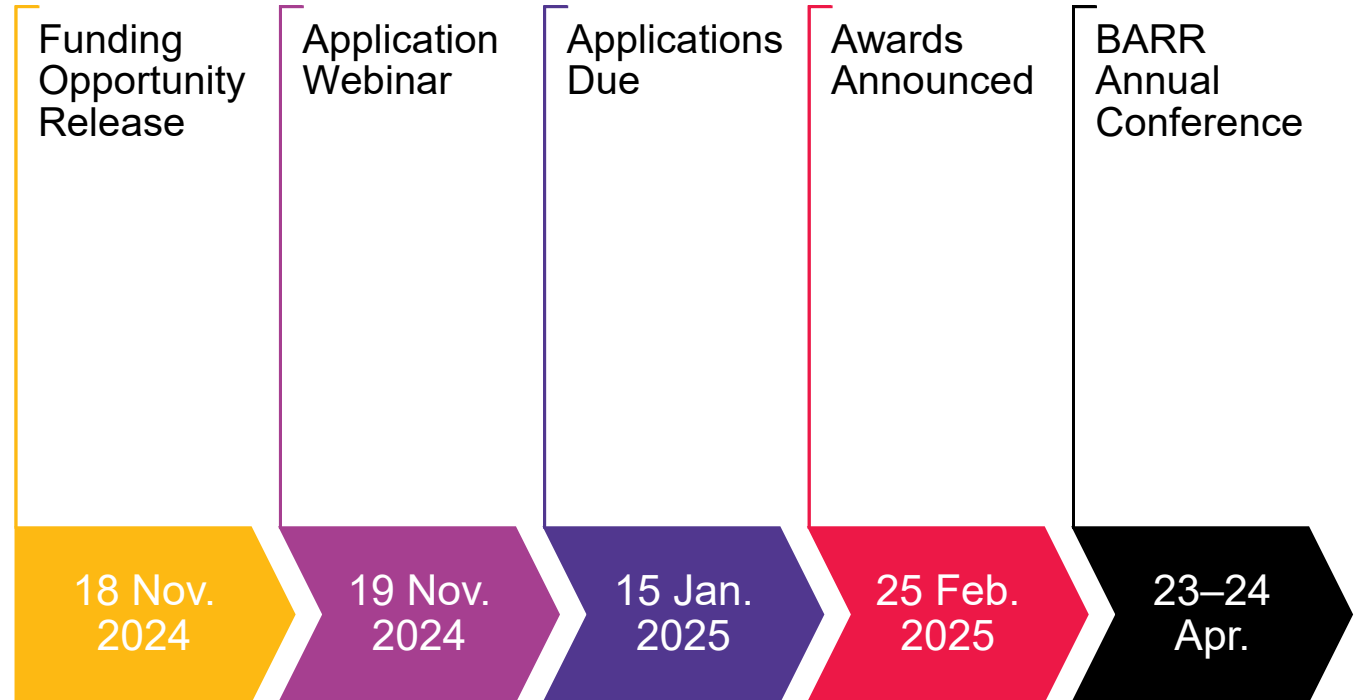 Funding
Opportunity
Release
Application
Webinar
Applications
Due
Awards
Announced
BARR
Annual
Conference
18 Nov.
2024
19 Nov.
2024
15 Jan.
2025
25 Feb.
2025
23–24
Apr.